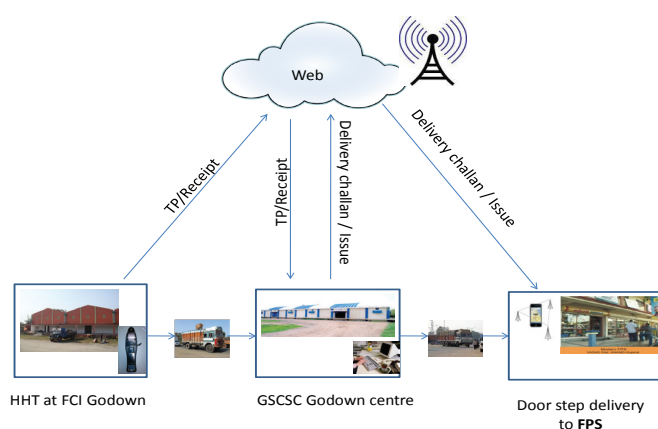 Web
TP/Receipt
TP/Receipt
Delivery challan / Issue
Delivery challan / Issue
HHT at FCI Godown
GSCSC Godown centre
Door step delivery
to FPS